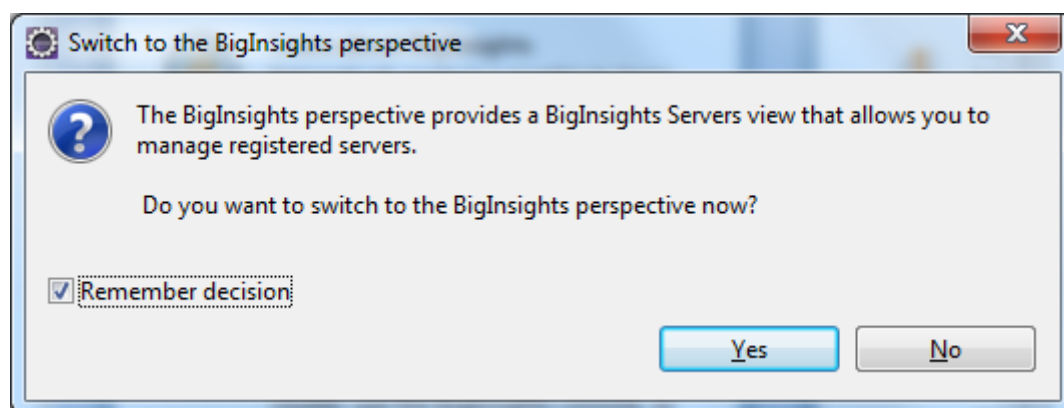 Switch to the BigInsights perspective
The BigInsights perspective provides a BigInsights Servers view that allows you to
manage registered servers.
Do you want to switch to the BigInsights perspective now?
Remember decision
Yes
No